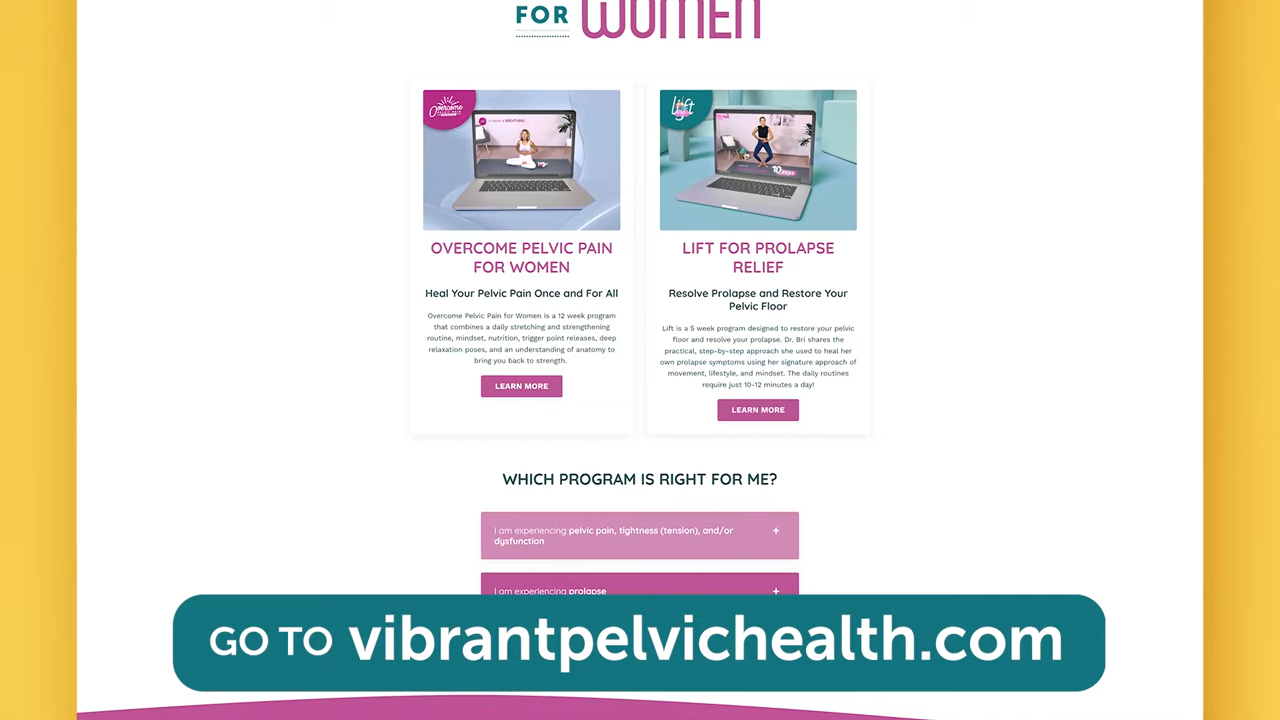 FOR WOMEN
Overcome
Lift
BREATHING
10 reps
OVERCOME PELVIC PAIN
FOR WOMEN
Heal Your Pelvic Pain Once and For All
Overcome Pelvic Pain for Women is a 12 week program
that combines a daily stretching and strengthening
routine, mindset, nutrition, trigger point releases, deep
relaxation poses, and an understanding of anatomy to
bring you back to strength.
LEARN MORE
LIFT FOR PROLAPSE
RELIEF
Resolve Prolapse and Restore Your
Pelvic Floor
Lift is a 5 week program designed to restore your pelvic
floor and resolve your prolapse. Dr. Bri shares the
practical, step-by-step approach she used to heal her
own prolapse symptoms using her signature approach of
movement, lifestyle, and mindset. The daily routines
require just 10-12 minutes a day!
LEARN MORE
WHICH PROGRAM IS RIGHT FOR ME?
I am experiencing pelvic pain, tightness (tension), and/or
dysfunction
+
I am experiencing prolapse
+
GO TO vibrantpelvichealth.com